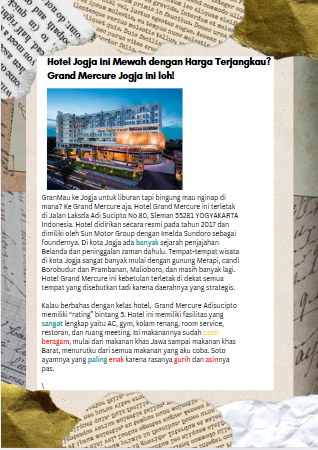 Hotel Jogja ini Mewah dengan Harga Terjangkau?
Grand Mercure Jogja ini loh!
GranMau ke Jogja untuk liburan tapi bingung mau nginap di
mana? Ke Grand Mercure aja. Hotel Grand Mercure ini terletak
di Jalan Laksda Adi Sucipto No 80, Sleman 55281 YOGYAKARTA
Indonesia. Hotel didirikan secara resmi pada tahun 2017 dan
dimiliki oleh Sun Motor Group dengan Imelda Sundoro sebagai
foundernya. Di kota Jogja ada banyak sejarah penjajahan
Belanda dan peninggalan zaman dahulu. Tempat-tempat wisata
di kota Jogja sangat banyak mulai dengan gunung Merapi, candi
Borobudur dan Prambanan, Malioboro, dan masih banyak lagi.
Hotel Grand Mercure ini kebetulan terletak di dekat semua
tempat yang disebutkan tadi karena daerahnya yang strategis.
Kalau berbahas dengan kelas hotel, Grand Mercure Adisucipto
memiliki "rating" bintang 5. Hotel ini memiliki fasilitas yang
sangat lengkap yaitu AC, gym, kolam renang, room service,
restoran, dan ruang meeting. Isi makanannya sudah pasti
beragam, mulai dari makanan khas Jawa sampai makanan khas
Barat, menurutku dari semua makanan yang aku coba. Soto
ayamnya yang paling enak karena rasanya gurih dan asinnya
pas.
\